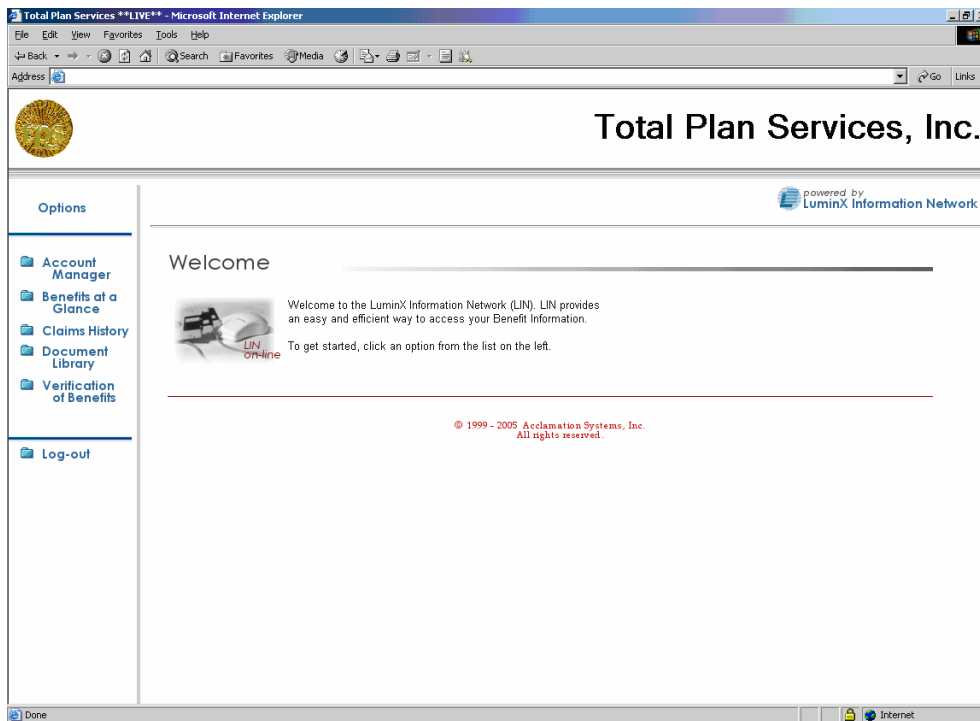 Total Plan Services **LIVE** - Microsoft Internet Explorer
File Edit View Favorites Tools Help
Back Search Favorites Media
Address Go Links
TPS
Total Plan Services, Inc.
powered by
LuminX Information Network
Options
Account
Manager
Benefits at a
Glance
Claims History
Document
Library
Verification
of Benefits
Log-out
Welcome
LIN
on-line
Welcome to the LuminX Information Network (LIN). LIN provides
an easy and efficient way to access your Benefit Information.
To get started, click an option from the list on the left.
© 1999 - 2005 Acclamation Systems, Inc.
All rights reserved.
Done Internet